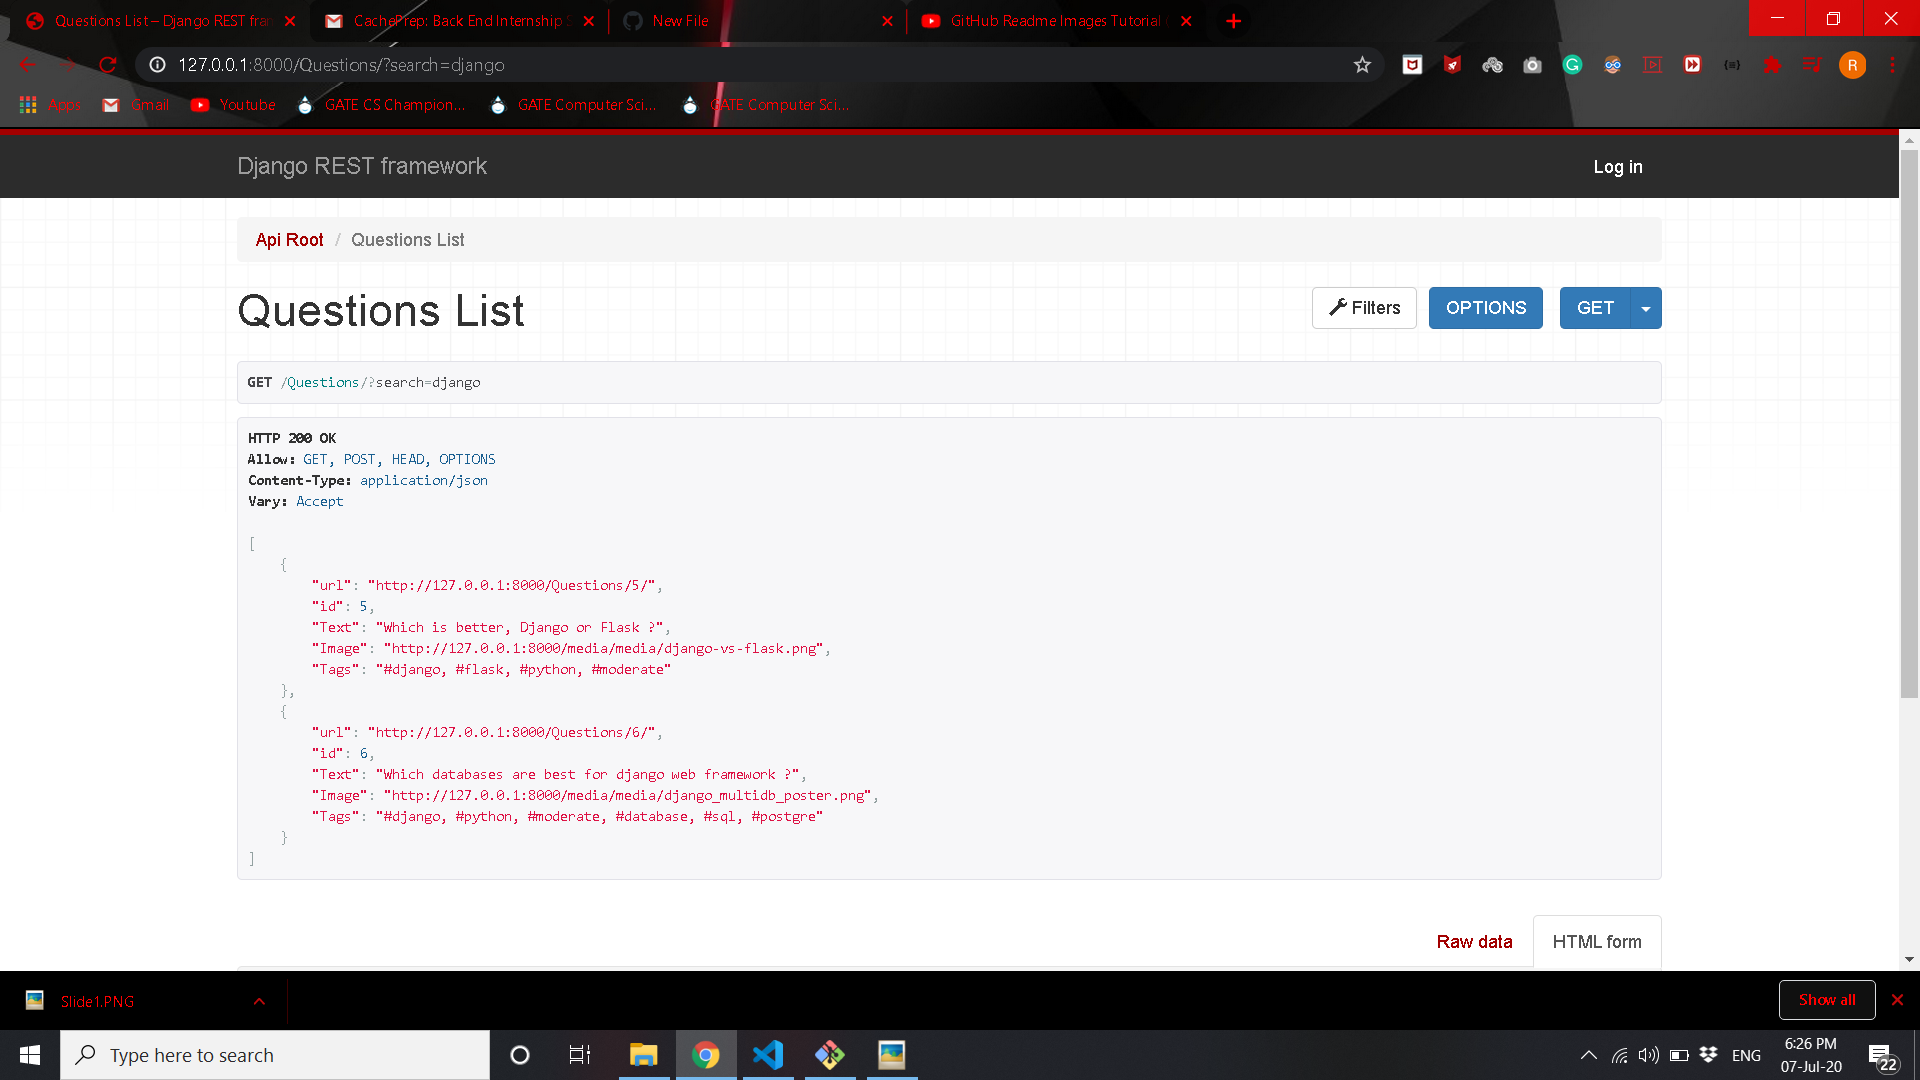 Questions List – Django REST fran
CachePrep: Back End Internship S
New File
GitHub Readme Images Tutorial
127.0.0.1:8000/Questions/?search=django
R
Apps
Gmail
Youtube
GATE CS Champion...
GATE Computer Sci...
GATE Computer Sci...
Django REST framework
Log in
Api Root / Questions List
Questions List
Filters
OPTIONS
GET
GET /Questions/?search=django
HTTP 200 OK
Allow: GET, POST, HEAD, OPTIONS
Content-Type: application/json
Vary: Accept
[
{
"url": "http://127.0.0.1:8000/Questions/5/",
"id": 5,
"Text": "Which is better, Django or Flask ?",
"Image": "http://127.0.0.1:8000/media/media/django-vs-flask.png",
"Tags": "#django, #flask, #python, #moderate"
},
{
"url": "http://127.0.0.1:8000/Questions/6/",
"id": 6,
"Text": "Which databases are best for django web framework ?",
"Image": "http://127.0.0.1:8000/media/media/django_multidb_poster.png",
"Tags": "#django, #python, #moderate, #database, #sql, #postgre"
}
]
Raw data
HTML form
Slide1.PNG
Show all
Type here to search
ENG
6:26 PM
07-Jul-20
22